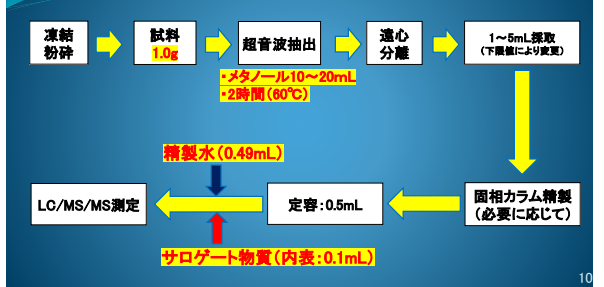 凍結
粉砕
試料
1.0g
超音波抽出
遠心
分離
1～5mL採取
(下限値により変更)
・メタノール10～20mL
・2時間(60℃)
精製水(0.49mL)
LC/MS/MS測定
定容：0.5mL
固相カラム精製
(必要に応じて)
サロゲート物質(内表：0.1mL)
10